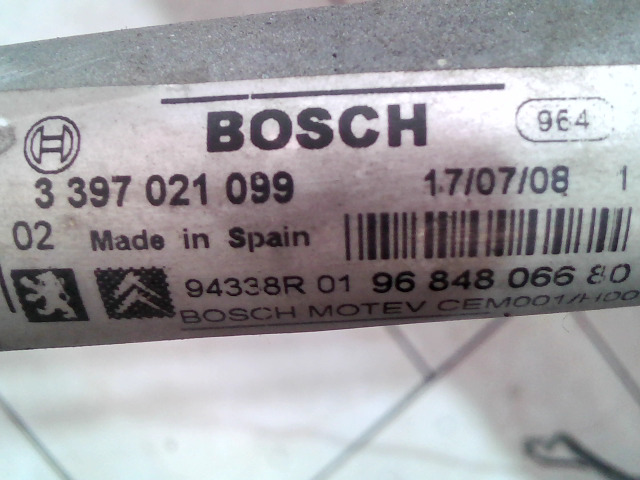 BOSCH 964
3 397 021 099 17/07/08 1
02 Made in Spain
94338R 01 96 848 066 80
BOSCH MOTEV CEM001/H00